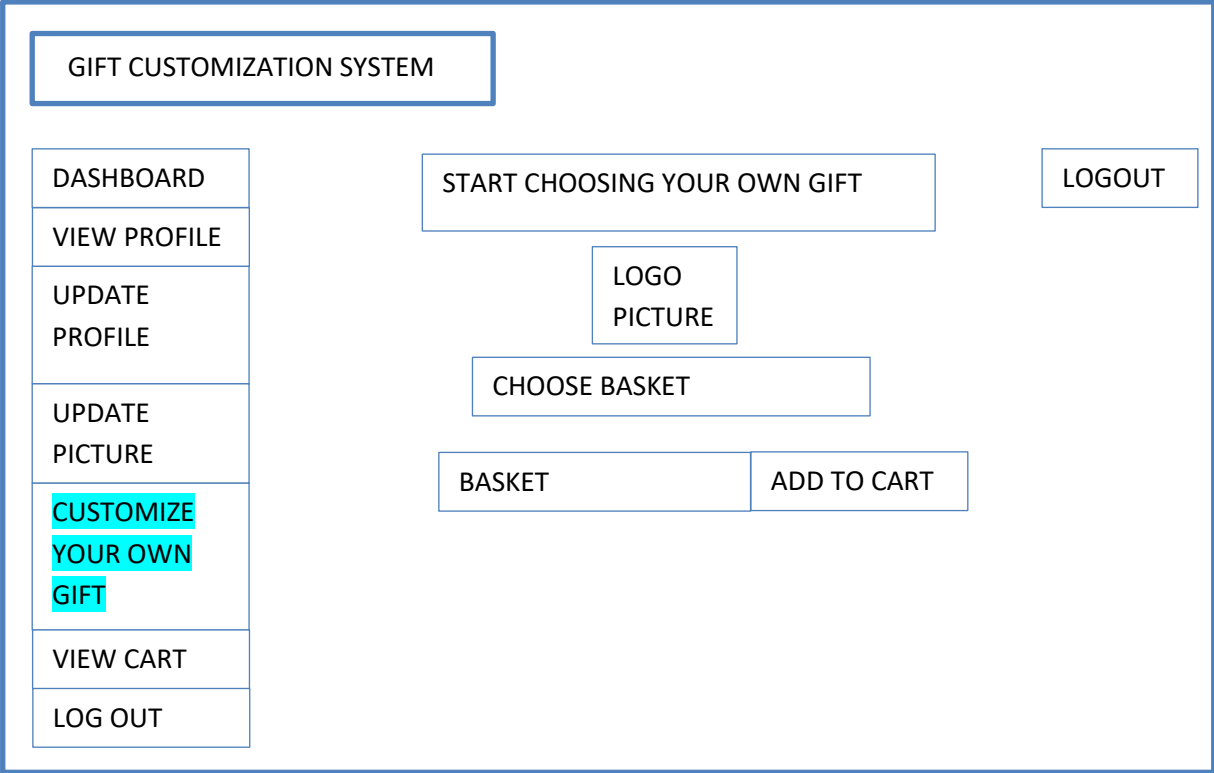 GIFT CUSTOMIZATION SYSTEM
DASHBOARD
VIEW PROFILE
UPDATE
PROFILE
UPDATE
PICTURE
CUSTOMIZE
YOUR OWN
GIFT
VIEW CART
LOG OUT
START CHOOSING YOUR OWN GIFT
LOGO
PICTURE
CHOOSE BASKET
BASKET
ADD TO CART
LOGOUT